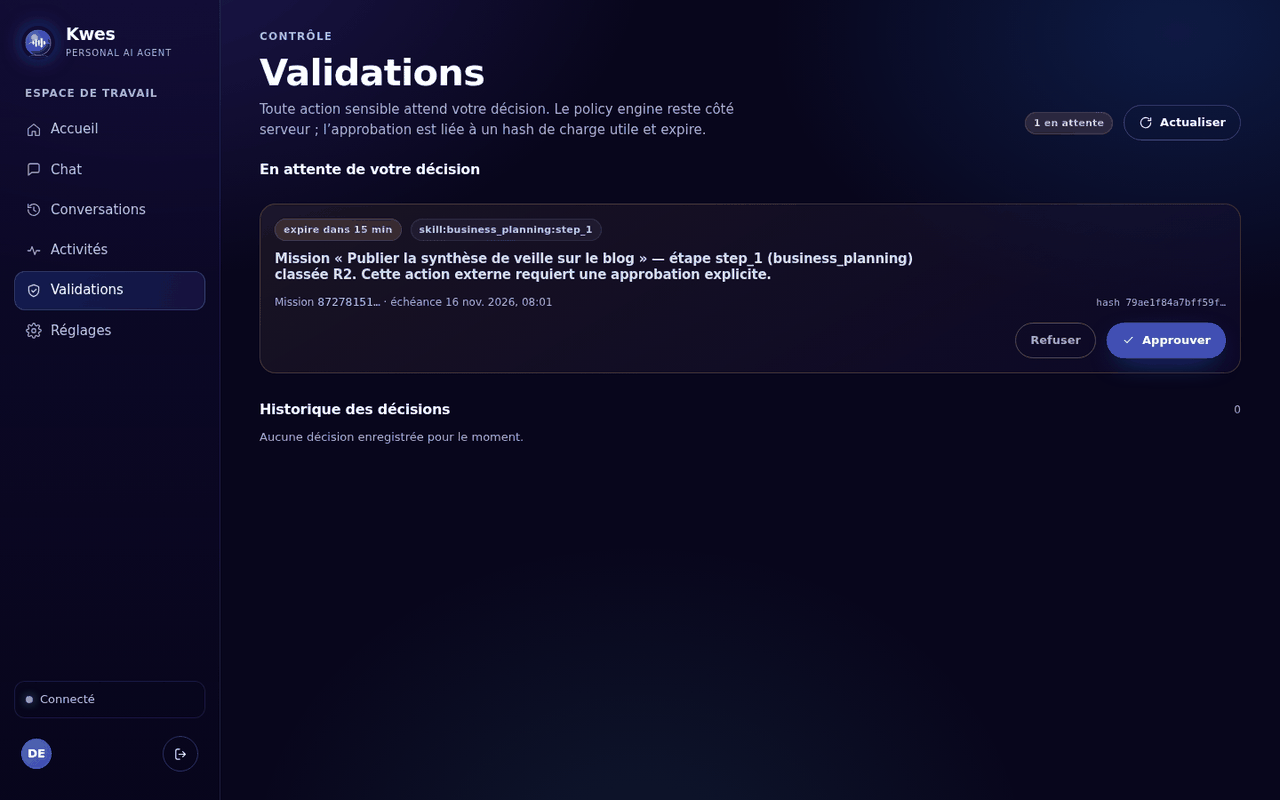 Kwes
PERSONAL AI AGENT
ESPACE DE TRAVAIL
Accueil
Chat
Conversations
Activités
Validations
Réglages
Connecté
DE
CONTRÔLE
Validations
Toute action sensible attend votre décision. Le policy engine reste côté
serveur ; l’approbation est liée à un hash de charge utile et expire.
1 en attente
Actualiser
En attente de votre décision
expire dans 15 min
skill:business_planning:step_1
Mission « Publier la synthèse de veille sur le blog » — étape step_1 (business_planning)
classée R2. Cette action externe requiert une approbation explicite.
Mission 87278151… · échéance 16 nov. 2026, 08:01
hash 79ae1f84a7bff59f…
Refuser
Approuver
Historique des décisions
0
Aucune décision enregistrée pour le moment.